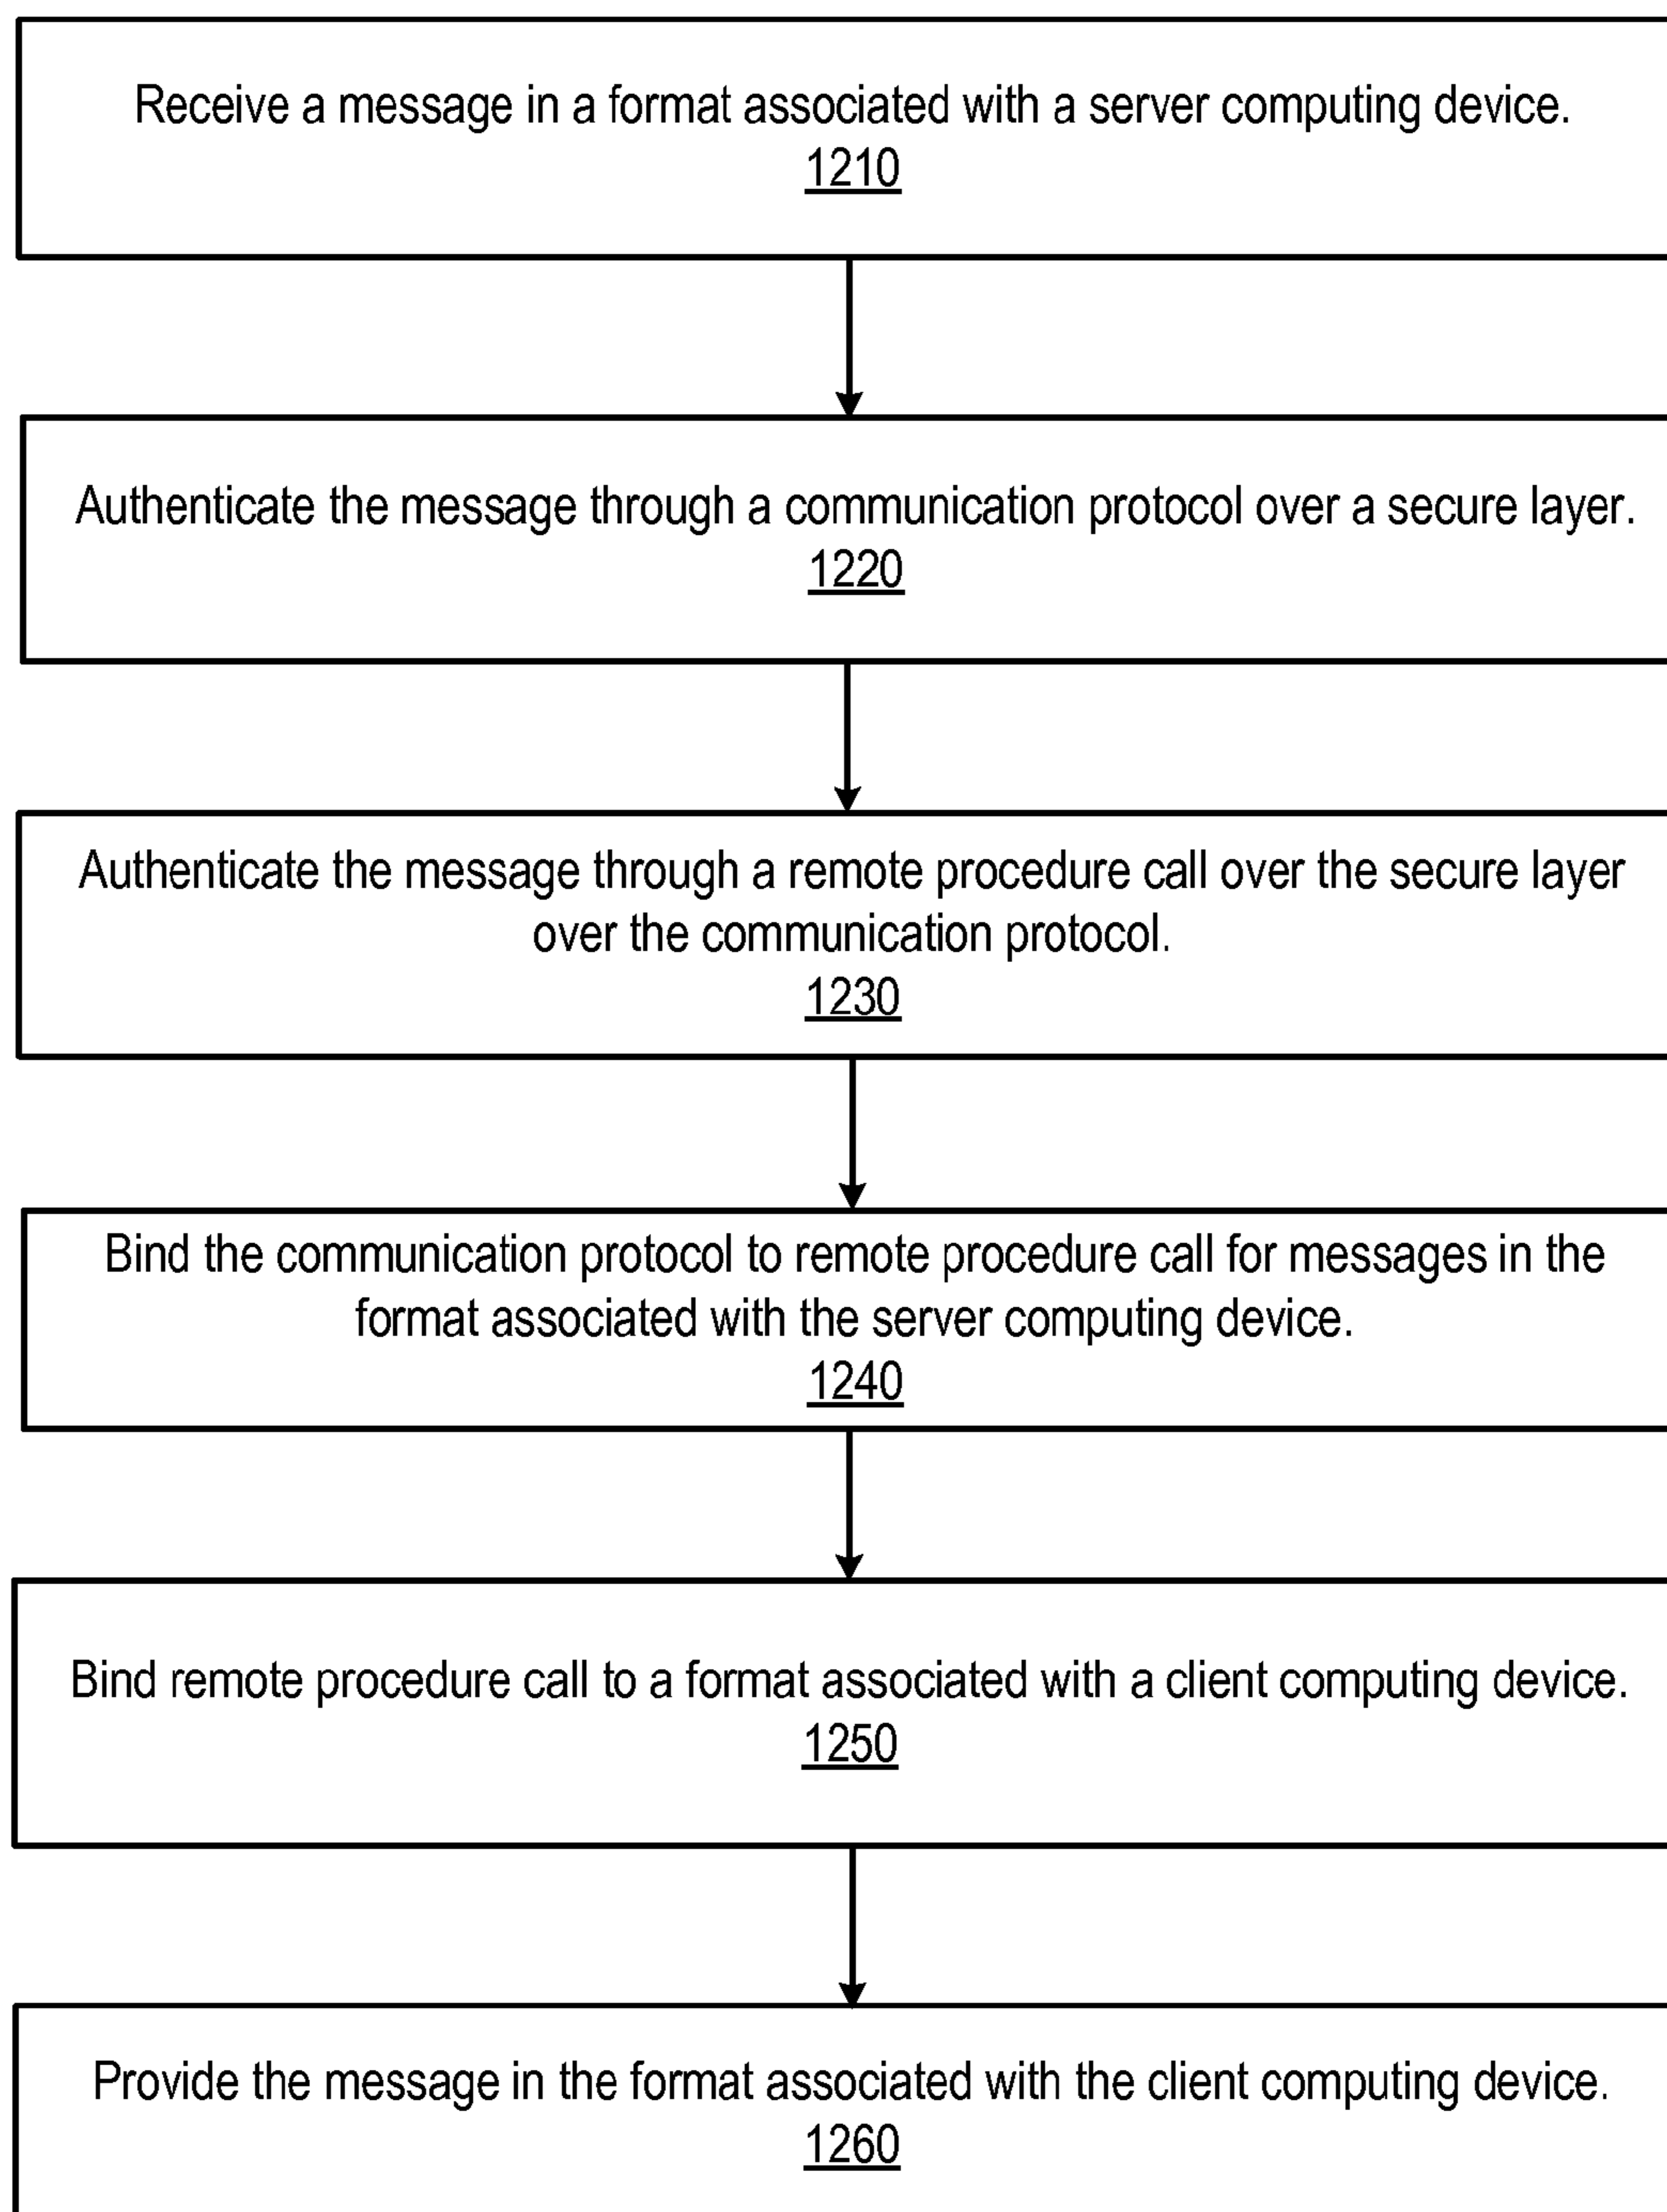 Receive a message in a format associated with a server computing device.
1210
Authenticate the message through a communication protocol over a secure layer.
1220
Authenticate the message through a remote procedure call over the secure layer
over the communication protocol.
1230
Bind the communication protocol to remote procedure call for messages in the
format associated with the server computing device.
1240
Bind remote procedure call to a format associated with a client computing device.
1250
Provide the message in the format associated with the client computing device.
1260